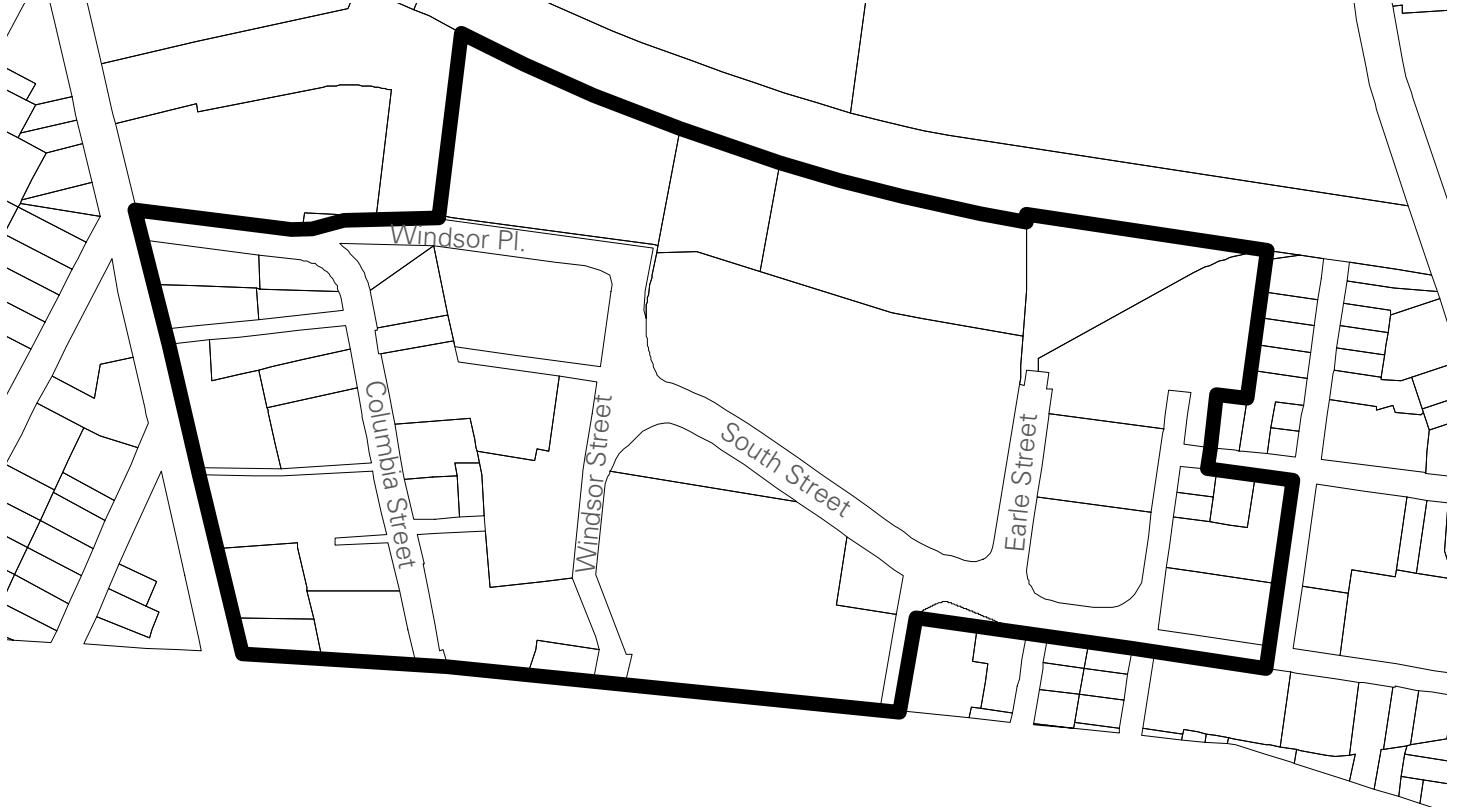 Windsor Pl.
Columbia Street
Windsor Street
South Street
Earle Street